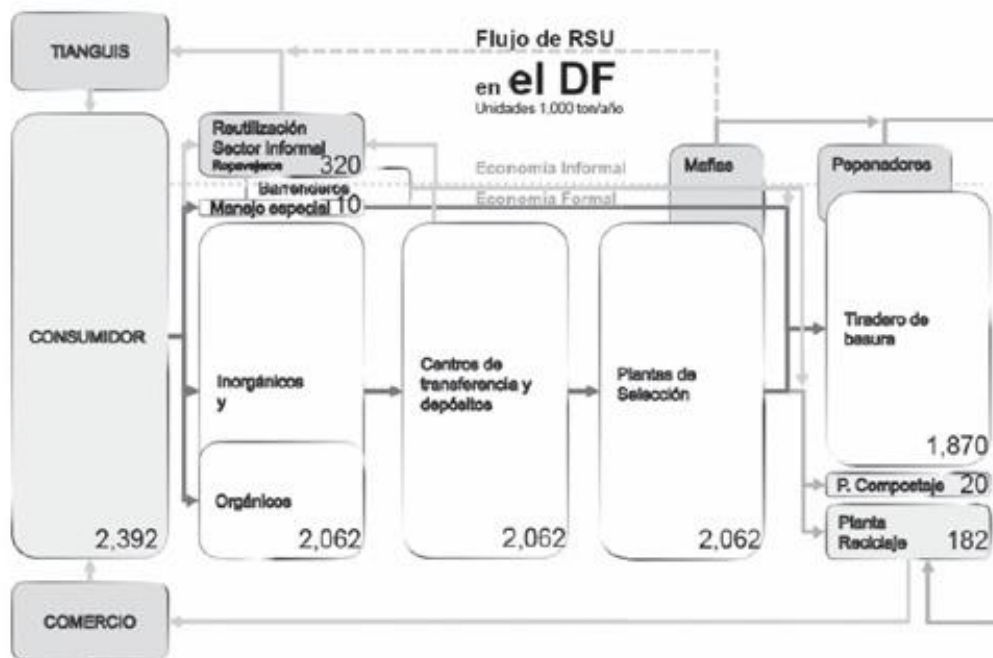 TIANGUIS
Flujo de RSU
en el DF
Unidades 1,000 ton/año
Reutilización
Sector Informal
Ropavejeros 320
Economía Informal
Mafias
Pepenadores
Barrenderos
Manejo especial 10
Economía Formal
CONSUMIDOR
2,392
Inorgánicos
y
Orgánicos
2,062
Centros de
transferencia y
depósitos
2,062
Plantas de
Selección
2,062
Tiradero de
basura
1,870
P. Compostaje 20
Planta
Reciclaje 182
COMERCIO